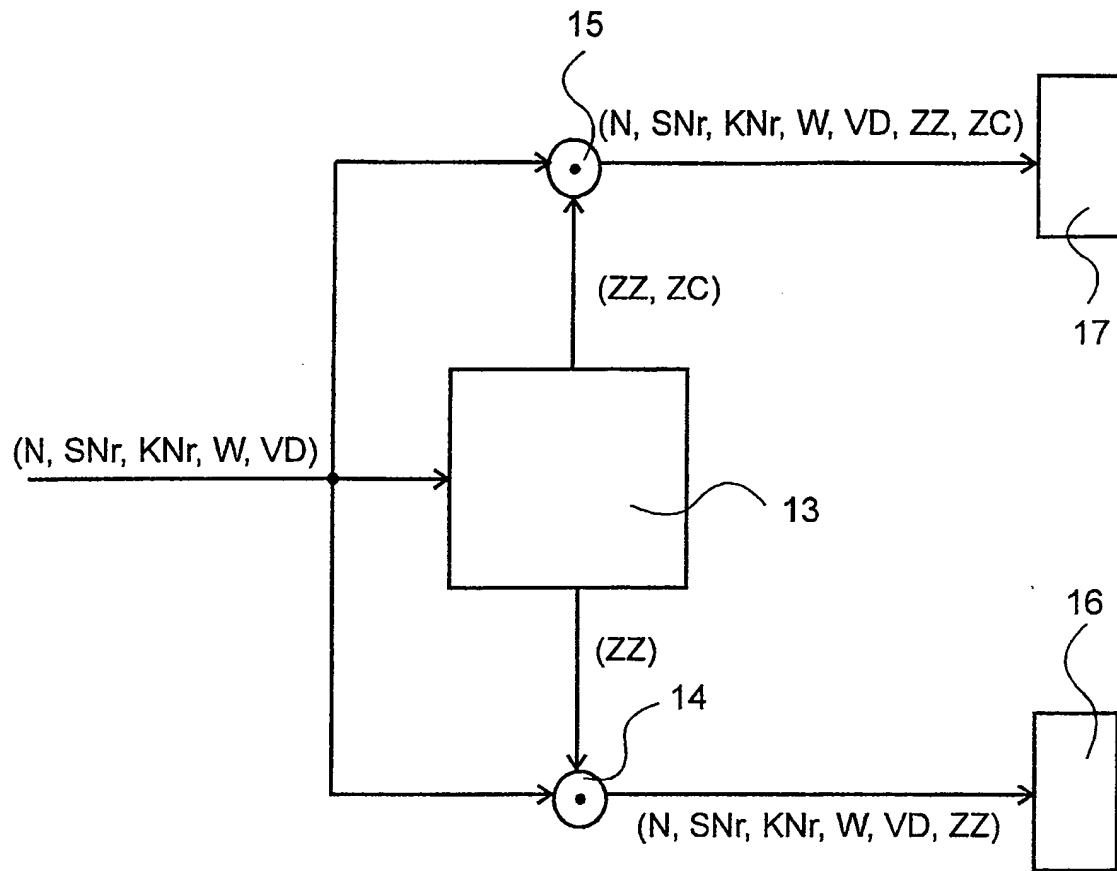 15
(N, SNr, KNr, W, VD, ZZ, ZC)
17
(ZZ, ZC)
(N, SNr, KNr, W, VD)
13
(ZZ)
16
14
(N, SNr, KNr, W, VD, ZZ)